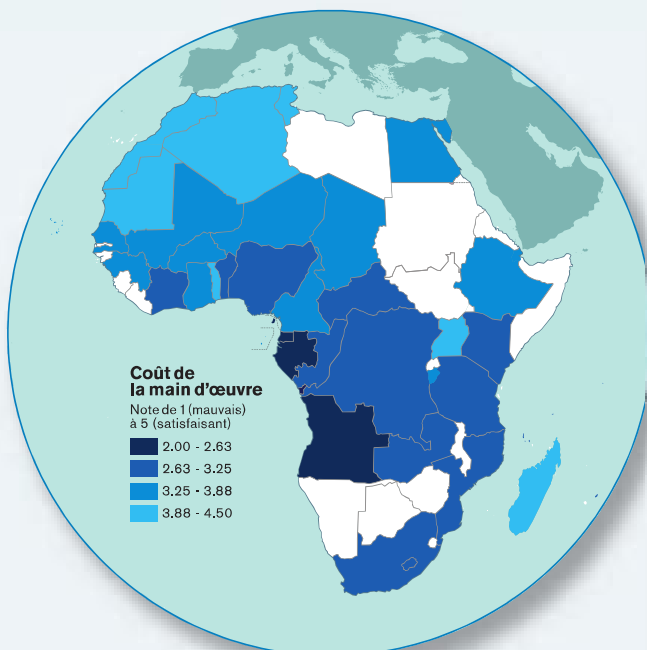 Coût de
la main d'œuvre
Note de 1 (mauvais)
à 5 (satisfaisant)
2.00 - 2.63
2.63 - 3.25
3.25 - 3.88
3.88 - 4.50